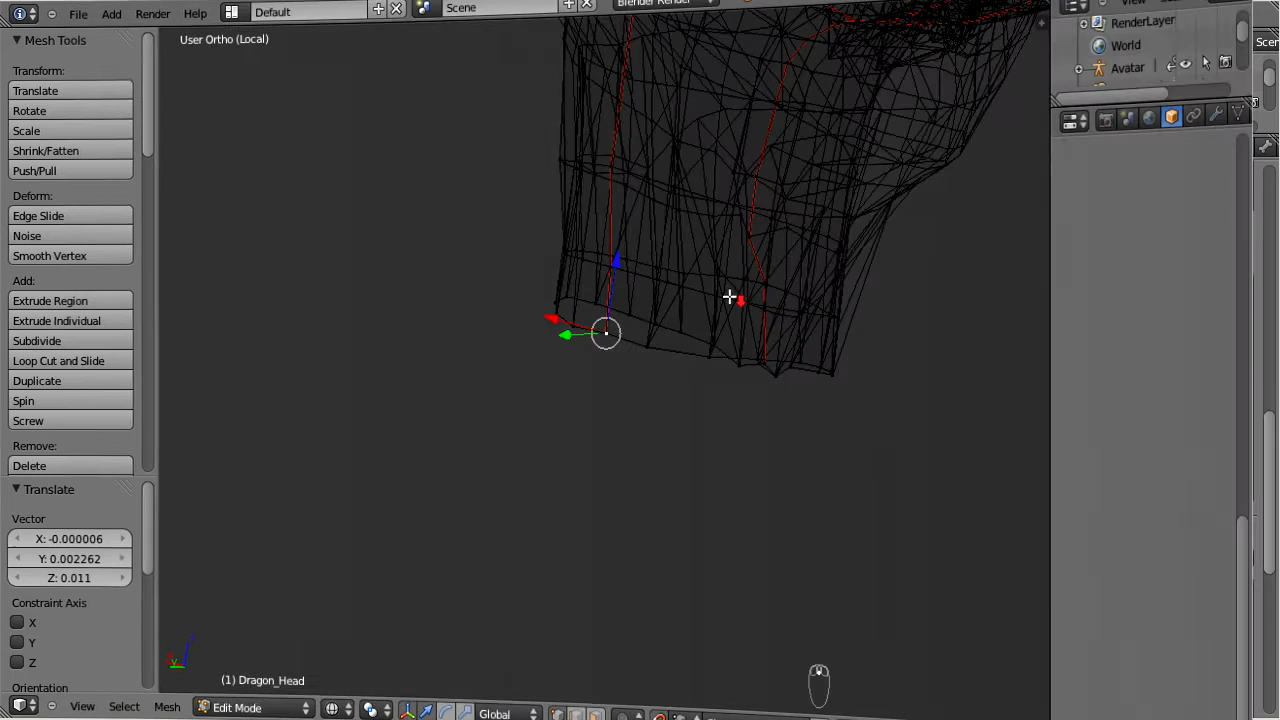 File Add Render Help Default Scene Blender Render
RenderLayer
World
Avatar
Scen
Mesh Tools
User Ortho (Local)
Transform:
Translate
Rotate
Scale
Shrink/Fatten
Push/Pull
Deform:
Edge Slide
Noise
Smooth Vertex
Add:
Extrude Region
Extrude Individual
Subdivide
Loop Cut and Slide
Duplicate
Spin
Screw
Remove:
Delete
Translate
Vector
X: -0.000006
Y: 0.002262
Z: 0.011
Constraint Axis
X
Y
Z
Orientation
(1) Dragon_Head
View Select Mesh Edit Mode Global